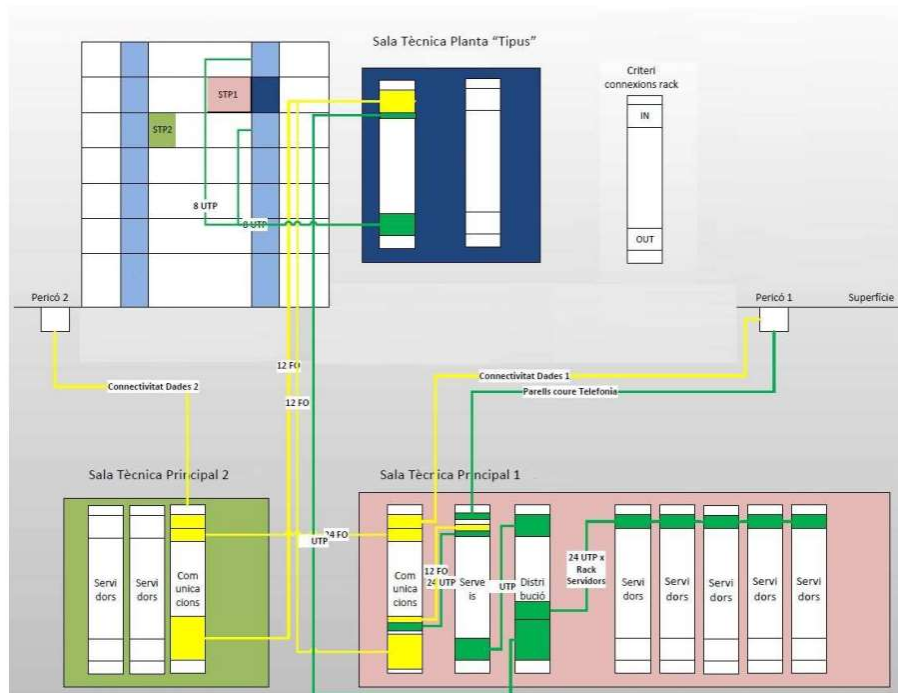 Sala Tècnica Planta “Tipus”
Criteri
connexions rack
IN
OUT
STP1
STP2
8 UTP
8 UTP
Pericó 2
Pericó 1
Superfície
12 FO
12 FO
Connectivitat Dades 2
Connectivitat Dades 1
Parells coure Telefonia
Sala Tècnica Principal 2
Sala Tècnica Principal 1
24 FO
UTP
Servi
dors
Servi
dors
Com
unica
cions
Com
unica
cions
12 FO
24 UTP
Serve
is
UTP
Distri
bució
24 UTP x
Rack
Servidors
Servi
dors
Servi
dors
Servi
dors
Servi
dors
Servi
dors